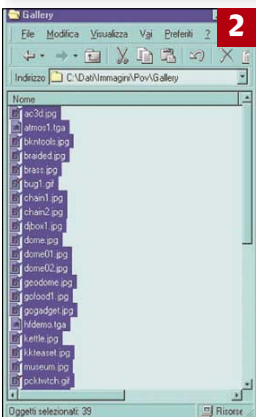 Gallery
2
File Modifica Visualizza Vai Preferiti ?
Indirizzo C:\Dati\Immagini\Pov\Gallery
Nome
ac3d.jpg
atmos1.tga
bkntools.jpg
braided.jpg
brass.jpg
bug1.gif
chain1.jpg
chain2.jpg
djbox1.jpg
dome.jpg
dome01.jpg
dome02.jpg
geodome.jpg
gofood1.jpg
gogadget.jpg
hfdemo.tga
kettle.jpg
kkteaset.jpg
museum.jpg
pcktwtch.gif
Oggetti selezionati: 39 Risorse